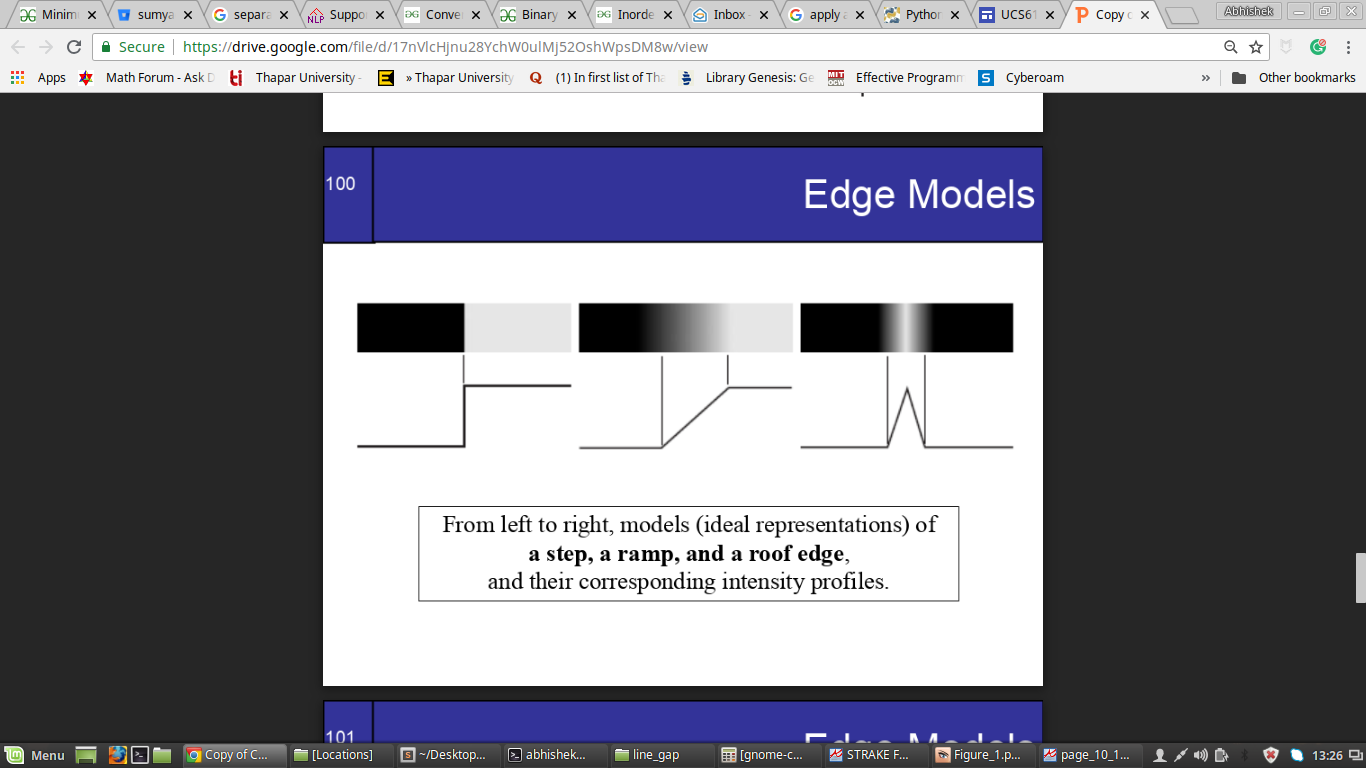 Minim
sumya
separa
Suppo
Conver
Binary
Inorde
Inbox -
apply a
Python
UCS61
Copy o
Abhishek
Secure
https://drive.google.com/file/d/17nVlcHjnu28YchW0ulMj52OshWpsDM8w/view
Apps
Math Forum - Ask D
Thapar University -
» Thapar University
(1) In first list of Tha
Library Genesis: Ge
Effective Programm
Cyberoam
»
Other bookmarks
100
Edge Models
From left to right, models (ideal representations) of
a step, a ramp, and a roof edge,
and their corresponding intensity profiles.
101
Edge Models
Menu
Copy of C...
[Locations]
~/Desktop...
abhishek...
line_gap
[gnome-c...
STRAKE F...
Figure_1.p...
page_10_1...
13:26